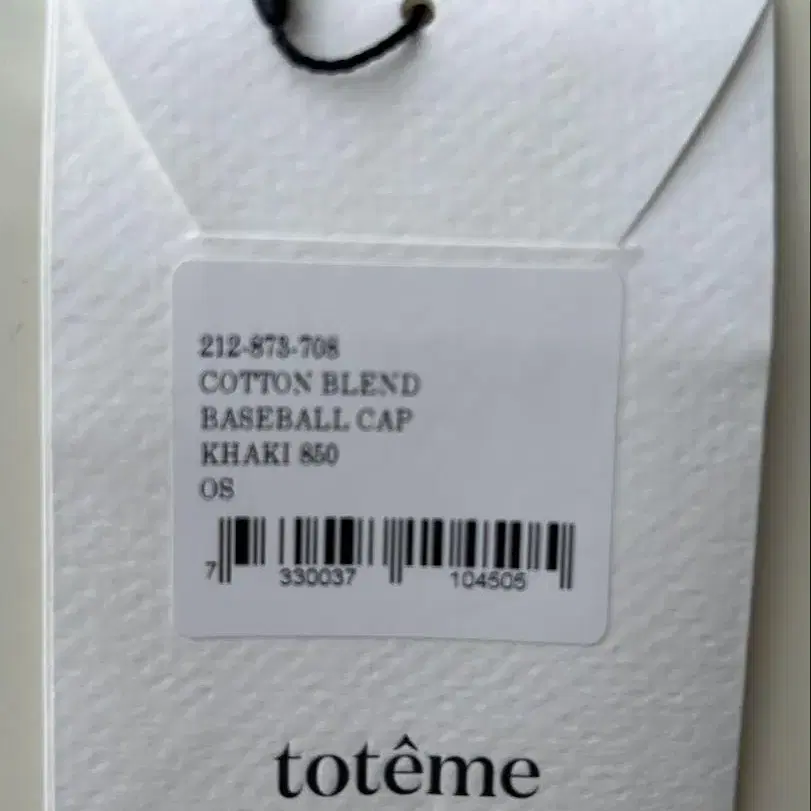 212-873-708
COTTON BLEND
BASEBALL CAP
KHAKI 850
OS
7 330037 104505
totême